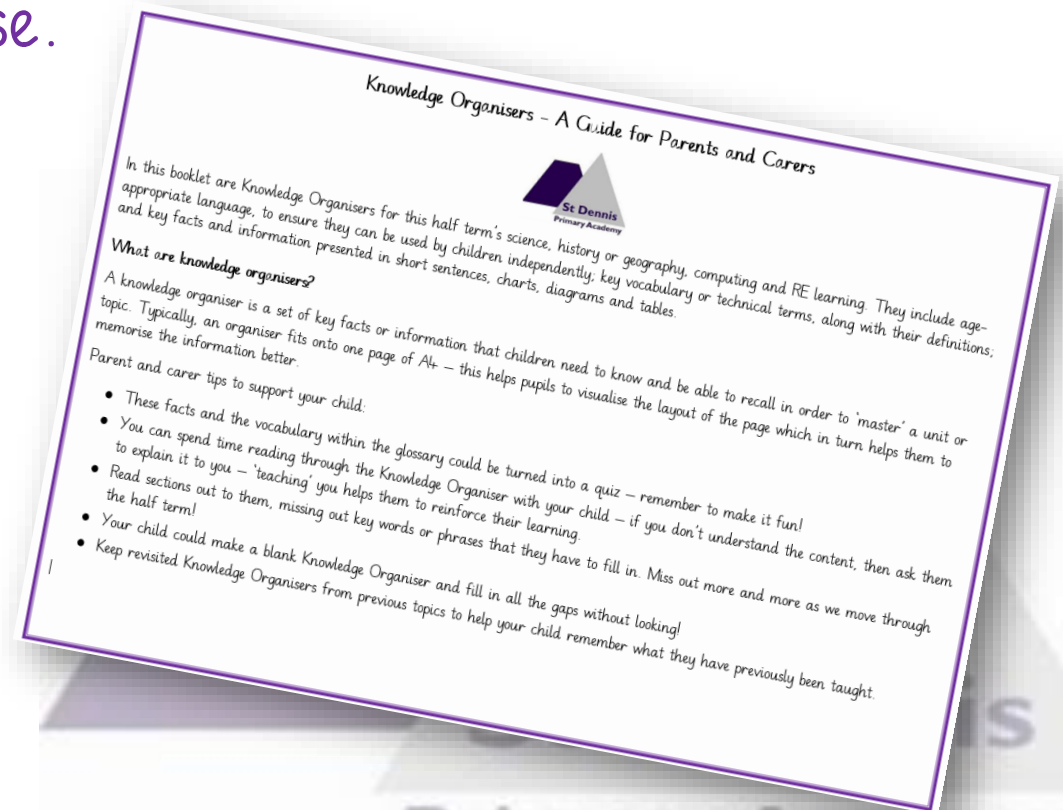 se.
Knowledge Organisers – A Guide for Parents and Carers
St Dennis
Primary Academy
In this booklet are Knowledge Organisers for this half term's science, history or geography, computing and RE learning. They include age-
appropriate language, to ensure they can be used by children independently; key vocabulary or technical terms, along with their definitions;
and key facts and information presented in short sentences, charts, diagrams and tables.
What are knowledge organisers?
A knowledge organiser is a set of key facts or information that children need to know and be able to recall in order to 'master' a unit or
topic. Typically, an organiser fits onto one page of A4 – this helps pupils to visualise the layout of the page which in turn helps them to
memorise the information better.
Parent and carer tips to support your child:
• These facts and the vocabulary within the glossary could be turned into a quiz – remember to make it fun!
• You can spend time reading through the Knowledge Organiser with your child – if you don't understand the content, then ask them
to explain it to you – 'teaching' you helps them to reinforce their learning.
• Read sections out to them, missing out key words or phrases that they have to fill in. Miss out more and more as we move through
the half term!
• Your child could make a blank Knowledge Organiser and fill in all the gaps without looking!
• Keep revisited Knowledge Organisers from previous topics to help your child remember what they have previously been taught.
is